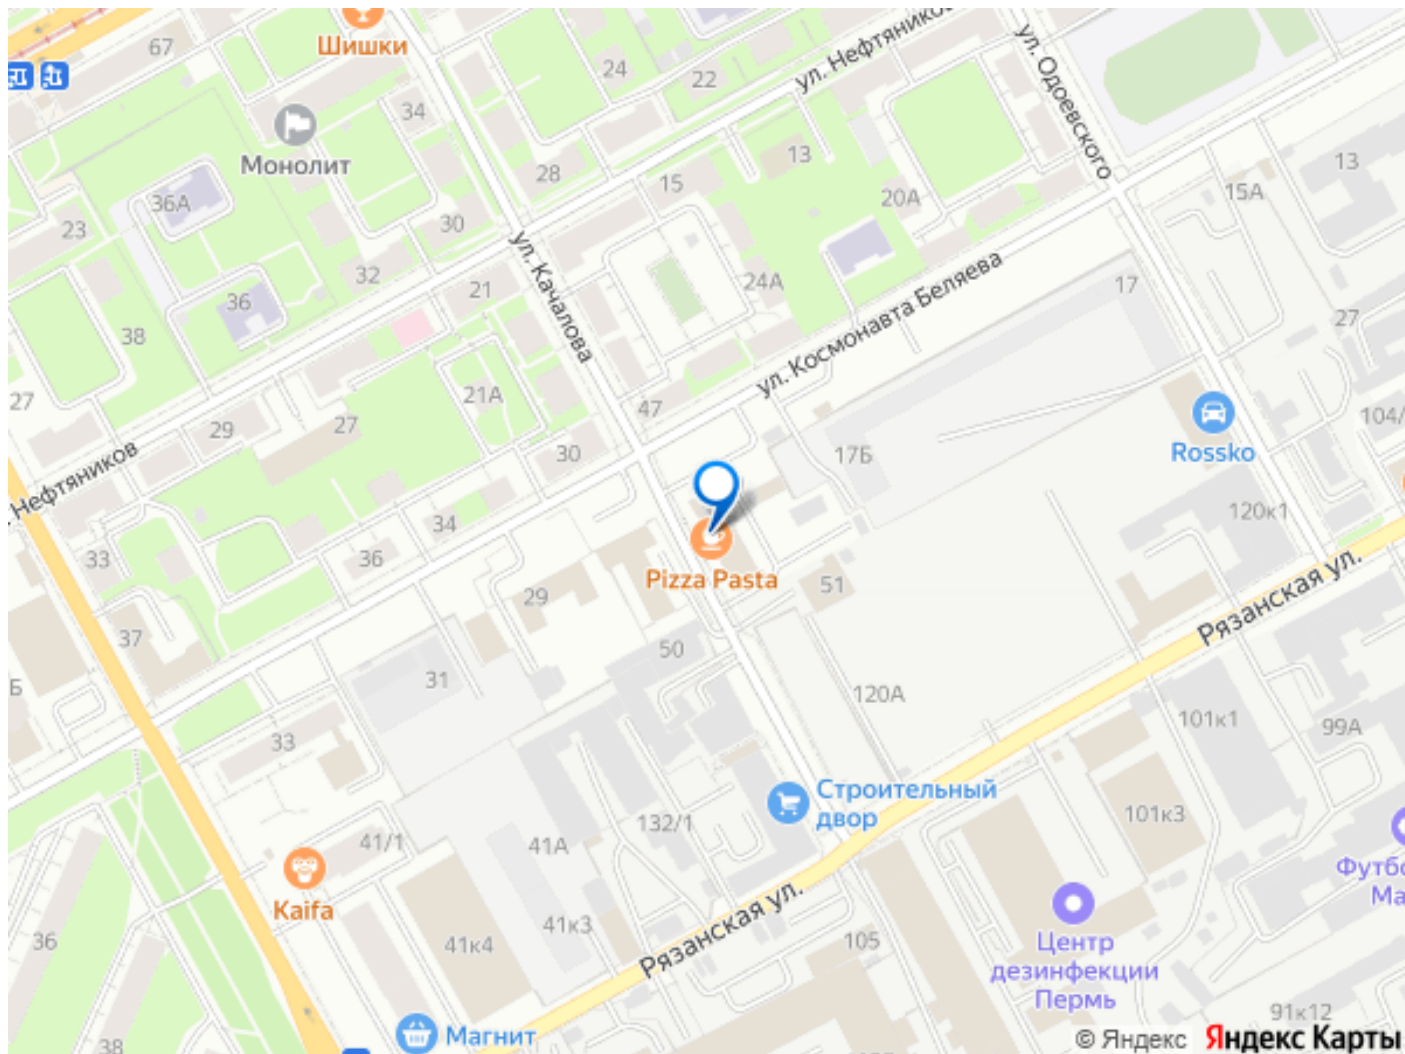 67
Шишки
24
22
ул. Нефтяников
ул. Одоевского
34
Монолит
28
15
13
13
15А
20А
36А
23
30
32
ул. Качалова
21
24А
ул. Космонавта Беляева
17
36
38
27
27
21А
47
29
27
30
17Б
Rossko
104/
Нефтяников
34
36
33
120к1
Pizza Pasta
51
29
Рязанская ул.
37
50
31
Б
120А
101к1
99А
33
Строительный
двор
101к3
132/1
41/1
41А
Kaifa
Футбо
Ма
36
41к4
41к3
Рязанская ул.
105
Центр
дезинфекции
Пермь
91к12
38
Магнит
© Яндекс
Яндекс Карты